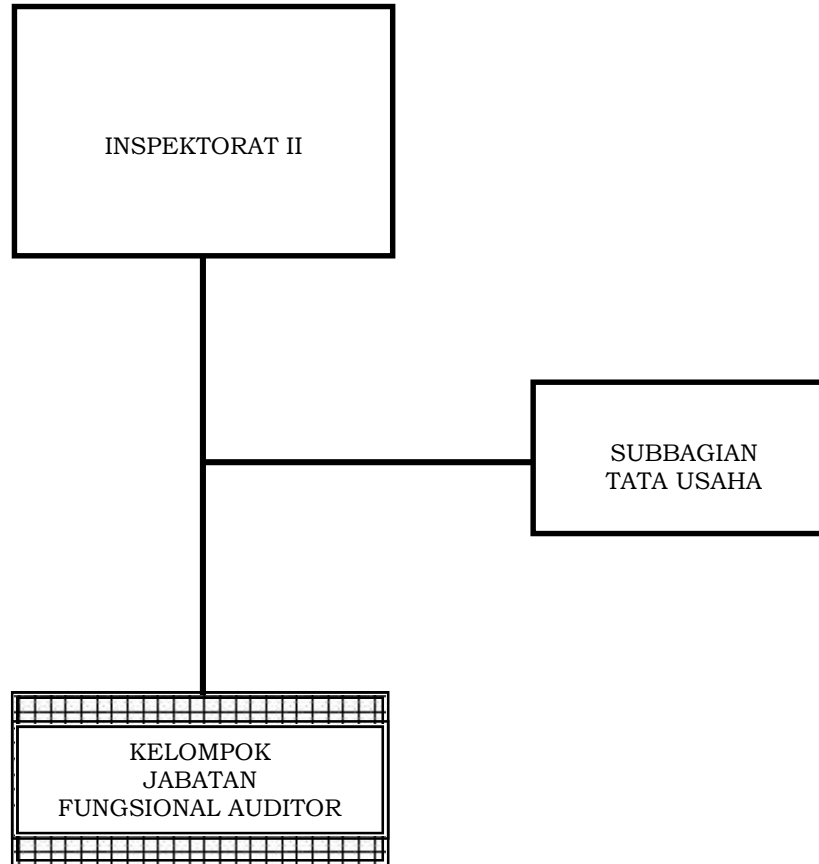 INSPEKTORAT II
SUBBAGIAN
TATA USAHA
KELOMPOK
JABATAN
FUNGSIONAL AUDITOR